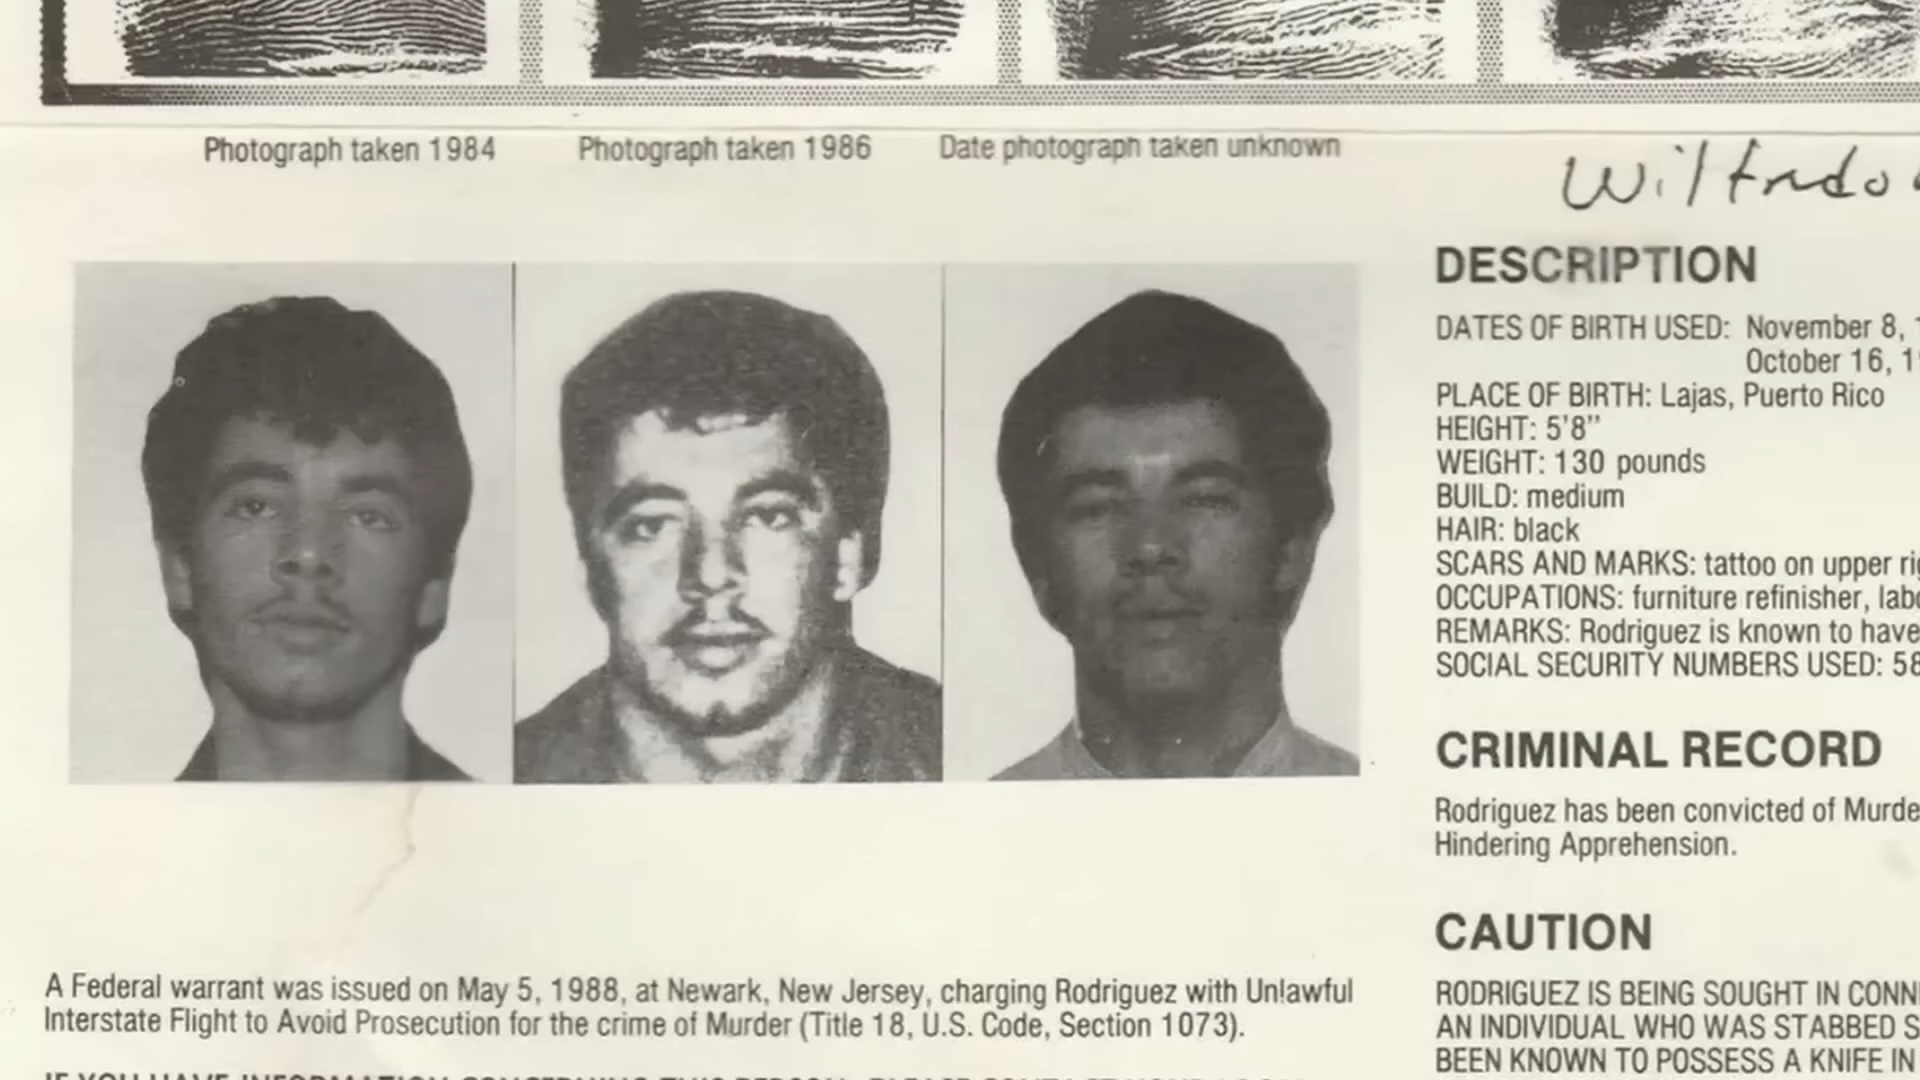 Photograph taken 1984
Photograph taken 1986
Date photograph taken unknown
Wilfredo
DESCRIPTION
DATES OF BIRTH USED: November 8,
October 16,
PLACE OF BIRTH: Lajas, Puerto Rico
HEIGHT: 5'8"
WEIGHT: 130 pounds
BUILD: medium
HAIR: black
SCARS AND MARKS: tattoo on upper
OCCUPATIONS: furniture refinisher,
REMARKS: Rodriguez is known to have
SOCIAL SECURITY NUMBERS USED: 58
CRIMINAL RECORD
Rodriguez has been convicted of
Hindering Apprehension.
CAUTION
RODRIGUEZ IS BEING SOUGHT IN
AN INDIVIDUAL WHO WAS STABBED
BEEN KNOWN TO POSSESS A KNIFE IN
A Federal warrant was issued on May 5, 1988, at Newark, New Jersey, charging Rodriguez with Unlawful
Interstate Flight to Avoid Prosecution for the crime of Murder (Title 18, U.S. Code, Section 1073).